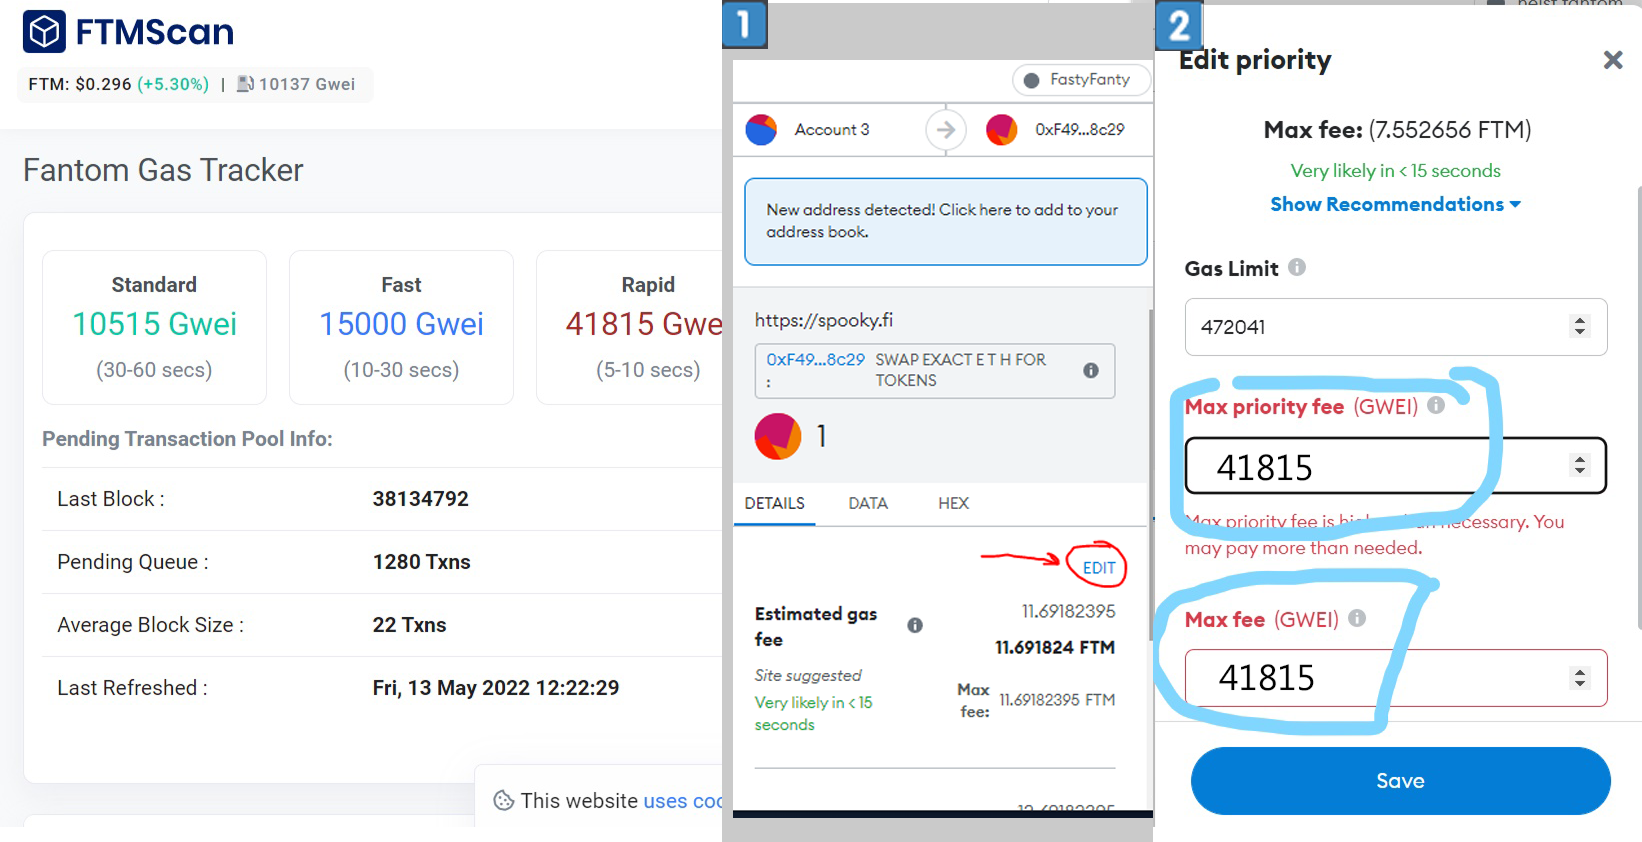 FTMScan
FTM: $0.296 (+5.30%) | 10137 Gwei
Fantom Gas Tracker
Standard
10515 Gwei
(30-60 secs)
Fast
15000 Gwei
(10-30 secs)
Rapid
41815 Gwe
(5-10 secs)
Pending Transaction Pool Info:
Last Block : 38134792
Pending Queue : 1280 Txns
Average Block Size : 22 Txns
Last Refreshed : Fri, 13 May 2022 12:22:29
This website uses coo
1
FastyFanty
Account 3
0xF49...8c29
New address detected! Click here to add to your
address book.
https://spooky.fi
0xF49...8c29 SWAP EXACT E T H FOR
: TOKENS
1
DETAILS DATA HEX
EDIT
Estimated gas
fee
11.69182395
11.691824 FTM
Site suggested
Very likely in < 15
seconds
Max
fee:
11.69182395 FTM
12.69182395
2
heist fantom
Edit priority
Max fee: (7.552656 FTM)
Very likely in < 15 seconds
Show Recommendations
Gas Limit
472041
Max priority fee (GWEI)
41815
Max priority fee is higher than necessary. You
may pay more than needed.
Max fee (GWEI)
41815
Save